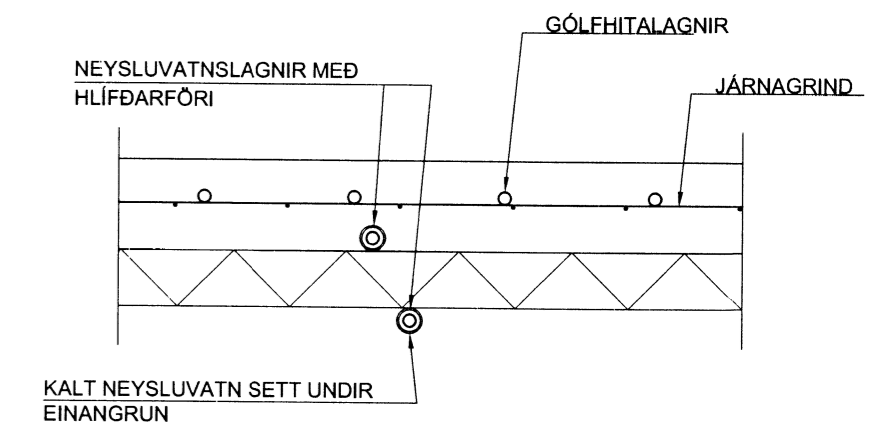 GÓLFHITALAGNIR
NEYSLUVATNSLAGNIR MEÐ
HLÍFÐARFÖRI
JÁRNAGRIND
KALT NEYSLUVATN SETT UNDIR
EINANGRUN